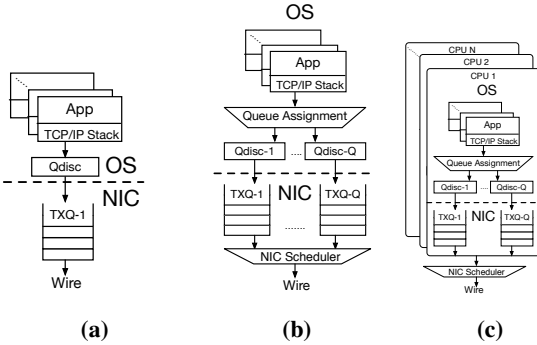 App
TCP/IP Stack
Qdisc
OS
NIC
TXQ-1
Wire
(a)
OS
App
TCP/IP Stack
Queue Assignment
Qdisc-1
.....
Qdisc-Q
NIC
TXQ-1
TXQ-Q
.......
NIC Scheduler
Wire
(b)
CPU N
CPU 2
CPU 1
OS
App
TCP/IP Stack
Queue Assignment
Qdisc-1
....
Qdisc-Q
NIC
TXQ-1
TXQ-Q
......
NIC Scheduler
Wire
(c)